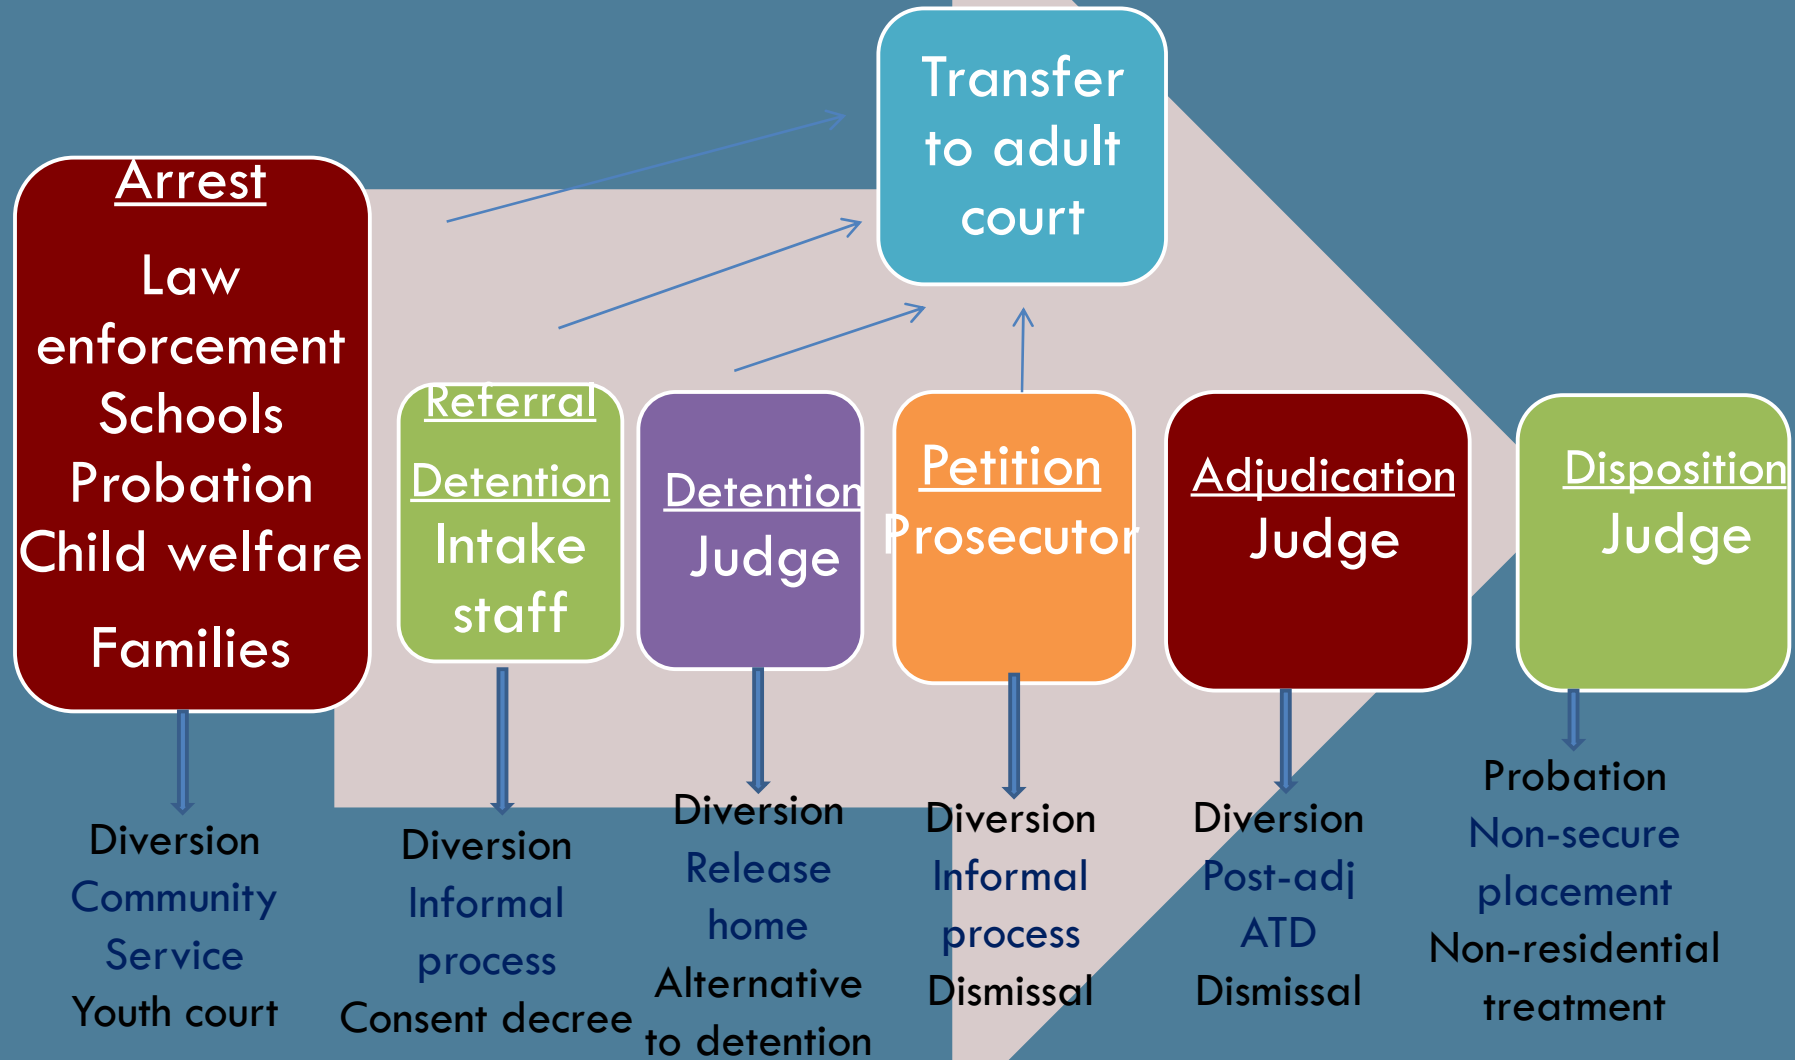 Transfer
to adult
court
Arrest
Law
enforcement
Schools
Probation
Child welfare
Families
Referral
Detention
Intake
staff
Detention
Judge
Petition
Prosecutor
Adjudication
Judge
Disposition
Judge
Diversion
Community
Service
Youth court
Diversion
Informal
process
Consent decree
Diversion
Release
home
Alternative
to detention
Diversion
Informal
process
Dismissal
Diversion
Post-adj
ATD
Dismissal
Probation
Non-secure
placement
Non-residential
treatment